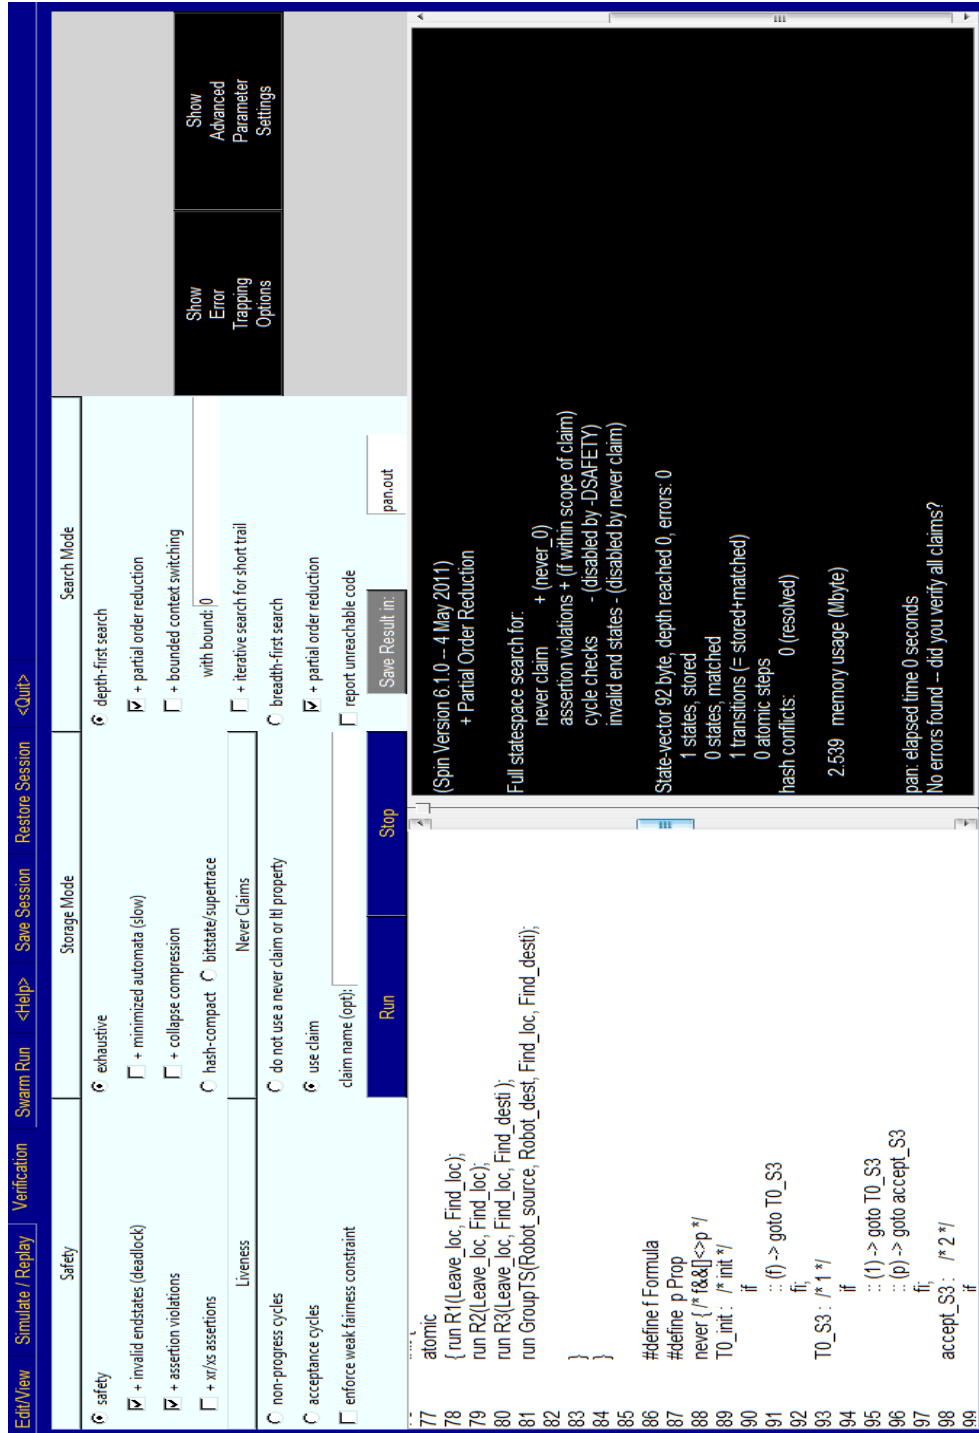 Edit/View Simulate / Replay Verification Swarm Run <Help> Save Session Restore Session <Quit>
Safety
safety
+ invalid endstates (deadlock)
+ assertion violations
+ xr/xs assertions
Liveness
non-progress cycles
acceptance cycles
enforce weak fairness constraint
Storage Mode
exhaustive
+ minimized automata (slow)
+ collapse compression
hash-compact bitstate/supertrace
Never Claims
do not use a never claim or ltl property
use claim
claim name (opt):
Run Stop
Search Mode
depth-first search
+ partial order reduction
+ bounded context switching
with bound: 0
+ iterative search for short trail
breadth-first search
+ partial order reduction
report unreachable code
Save Result in: pan.out
Show
Error
Trapping
Options
Show
Advanced
Parameter
Settings
77 atomic
78 { run R1(Leave_loc, Find_loc);
79 run R2(Leave_loc, Find_loc);
80 run R3(Leave_loc, Find_loc, Find_desti );
81 run GroupTS(Robot_source, Robot_dest, Find_loc, Find_desti);
82
83 }
84 }
85
86 #define f Formula
87 #define p Prop
88 never { /* f&&[]<>p */
89 T0_init : /* init */
90 if
91 :: (f) -> goto T0_S3
92 fi;
93 T0_S3 : /* 1 */
94 if
95 :: (1) -> goto T0_S3
96 :: (p) -> goto accept_S3
97 fi;
98 accept_S3 : /* 2 */
99 if
(Spin Version 6.1.0 -- 4 May 2011)
+ Partial Order Reduction
Full statespace search for:
never claim + (never_0)
assertion violations + (if within scope of claim)
cycle checks - (disabled by -DSAFETY)
invalid end states - (disabled by never claim)
State-vector 92 byte, depth reached 0, errors: 0
1 states, stored
0 states, matched
1 transitions (= stored+matched)
0 atomic steps
hash conflicts: 0 (resolved)
2.539 memory usage (Mbyte)
pan: elapsed time 0 seconds
No errors found -- did you verify all claims?